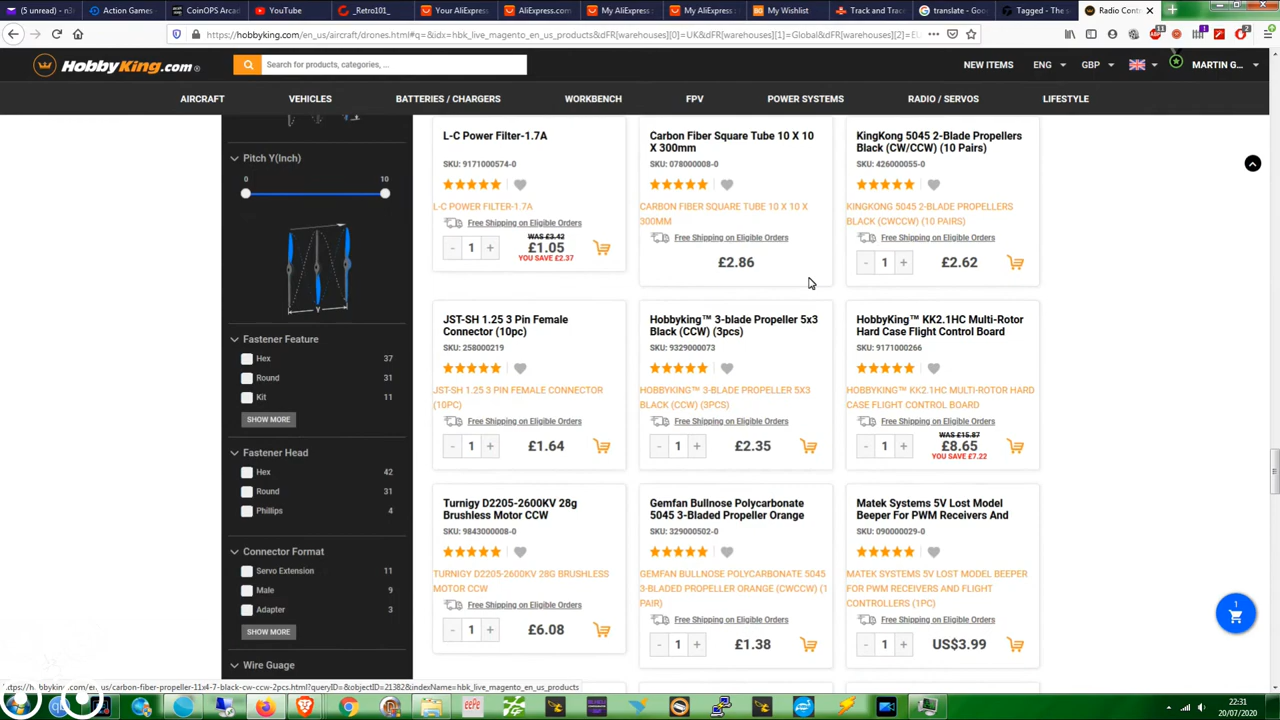 (5 unread) - n3
Action Games
CoinOPS Arcad
YouTube
_Retro101_
Your AliExpres
AliExpress.com
My AliExpres
My AliExpres
My Wishlist
Track and Trace
translate - Goo
Tagged - The s
Radio Contr
https://hobbyking.com/en_us/aircraft/drones.html#q=&idx=hbk_live_magento_en_us_products&dFR[warehouses][0]=UK&dFR[warehouses][1]=Global&dFR[warehouses][2]=EU
HobbyKing.com
Search for products, categories, ...
NEW ITEMS ENG GBP MARTIN G...
AIRCRAFT VEHICLES BATTERIES / CHARGERS WORKBENCH FPV POWER SYSTEMS RADIO / SERVOS LIFESTYLE
Pitch Y(Inch)
0 10
Y
Fastener Feature
Hex 37
Round 31
Kit 11
SHOW MORE
Fastener Head
Hex 42
Round 31
Phillips 4
Connector Format
Servo Extension 11
Male 9
Adapter 3
SHOW MORE
Wire Guage
L-C Power Filter-1.7A
SKU: 9171000574-0
L-C POWER FILTER-1.7A
Free Shipping on Eligible Orders
WAS £3.42
- 1 + £1.05
YOU SAVE £2.37
Carbon Fiber Square Tube 10 X 10
X 300mm
SKU: 078000008-0
CARBON FIBER SQUARE TUBE 10 X 10 X
300MM
Free Shipping on Eligible Orders
£2.86
KingKong 5045 2-Blade Propellers
Black (CW/CCW) (10 Pairs)
SKU: 426000055-0
KINGKONG 5045 2-BLADE PROPELLERS
BLACK (CWCCW) (10 PAIRS)
Free Shipping on Eligible Orders
- 1 + £2.62
JST-SH 1.25 3 Pin Female
Connector (10pc)
SKU: 258000219
JST-SH 1.25 3 PIN FEMALE CONNECTOR
(10PC)
Free Shipping on Eligible Orders
- 1 + £1.64
Hobbyking™ 3-blade Propeller 5x3
Black (CCW) (3pcs)
SKU: 9329000073
HOBBYKING™ 3-BLADE PROPELLER 5X3
BLACK (CCW) (3PCS)
Free Shipping on Eligible Orders
- 1 + £2.35
HobbyKing™ KK2.1HC Multi-Rotor
Hard Case Flight Control Board
SKU: 9171000266
HOBBYKING™ KK2.1HC MULTI-ROTOR HARD
CASE FLIGHT CONTROL BOARD
Free Shipping on Eligible Orders
WAS £15.87
- 1 + £8.65
YOU SAVE £7.22
Turnigy D2205-2600KV 28g
Brushless Motor CCW
SKU: 9843000008-0
TURNIGY D2205-2600KV 28G BRUSHLESS
MOTOR CCW
Free Shipping on Eligible Orders
- 1 + £6.08
Gemfan Bullnose Polycarbonate
5045 3-Bladed Propeller Orange
SKU: 329000502-0
GEMFAN BULLNOSE POLYCARBONATE 5045
3-BLADED PROPELLER ORANGE (CWCCW) (1
PAIR)
Free Shipping on Eligible Orders
- 1 + £1.38
Matek Systems 5V Lost Model
Beeper For PWM Receivers And
SKU: 090000029-0
MATEK SYSTEMS 5V LOST MODEL BEEPER
FOR PWM RECEIVERS AND FLIGHT
CONTROLLERS (1PC)
Free Shipping on Eligible Orders
- 1 + US$3.99
1
us/carbon-fiber-propeller-11x4-7-black-cw-ccw-2pcs.html?queryID=&objectID=21382&indexName=hbk_live_magento_en_us_products
22:31
20/07/2020